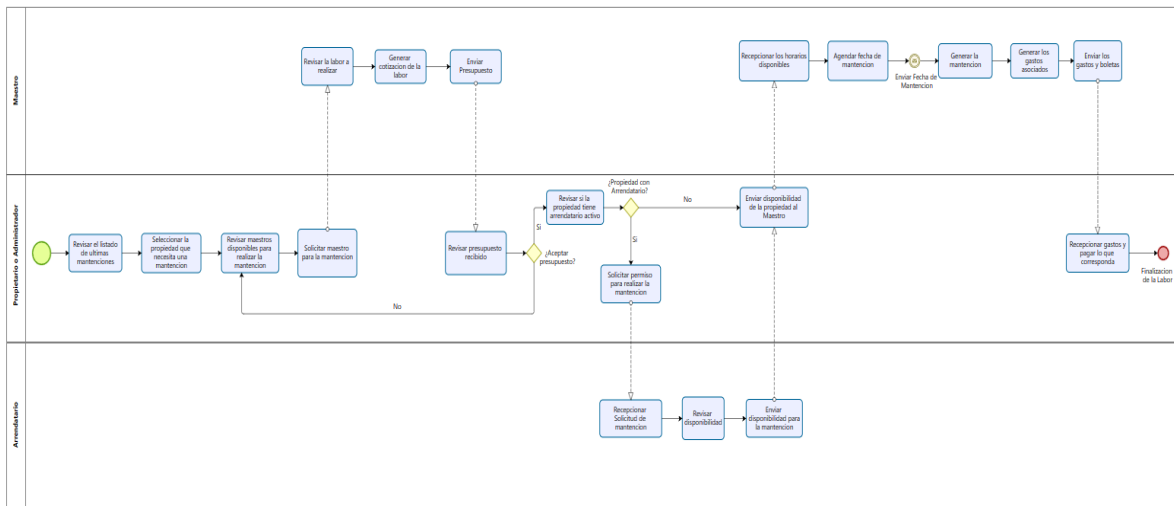 Maestro
Revisar la labor a
realizar
Generar
cotizacion de la
labor
Enviar
Presupuesto
Recepcionar los horarios
disponibles
Agendar fecha de
mantencion
Enviar Fecha de
Mantencion
Generar la
mantencion
Generar los
gastos
asociados
Enviar los
gastos y boletas
Propietario o Administrador
Revisar el listado
de ultimas
mantenciones
Seleccionar la
propiedad que
necesita una
mantencion
Revisar maestros
disponibles para
realizar la
mantencion
Solicitar maestro
para la mantencion
Revisar presupuesto
recibido
¿Aceptar
presupuesto?
Si
No
Revisar si la
propiedad tiene
arrendatario activo
¿Propiedad con
Arrendatario?
No
Si
Solicitar permiso
para realizar la
mantencion
Enviar disponibilidad
de la propiedad al
Maestro
Recepcionar gastos y
pagar lo que
corresponda
Finalizacion
de la Labor
Arrendatario
Recepcionar
Solicitud de
mantencion
Revisar
disponibilidad
Enviar
disponibilidad para
la mantencion